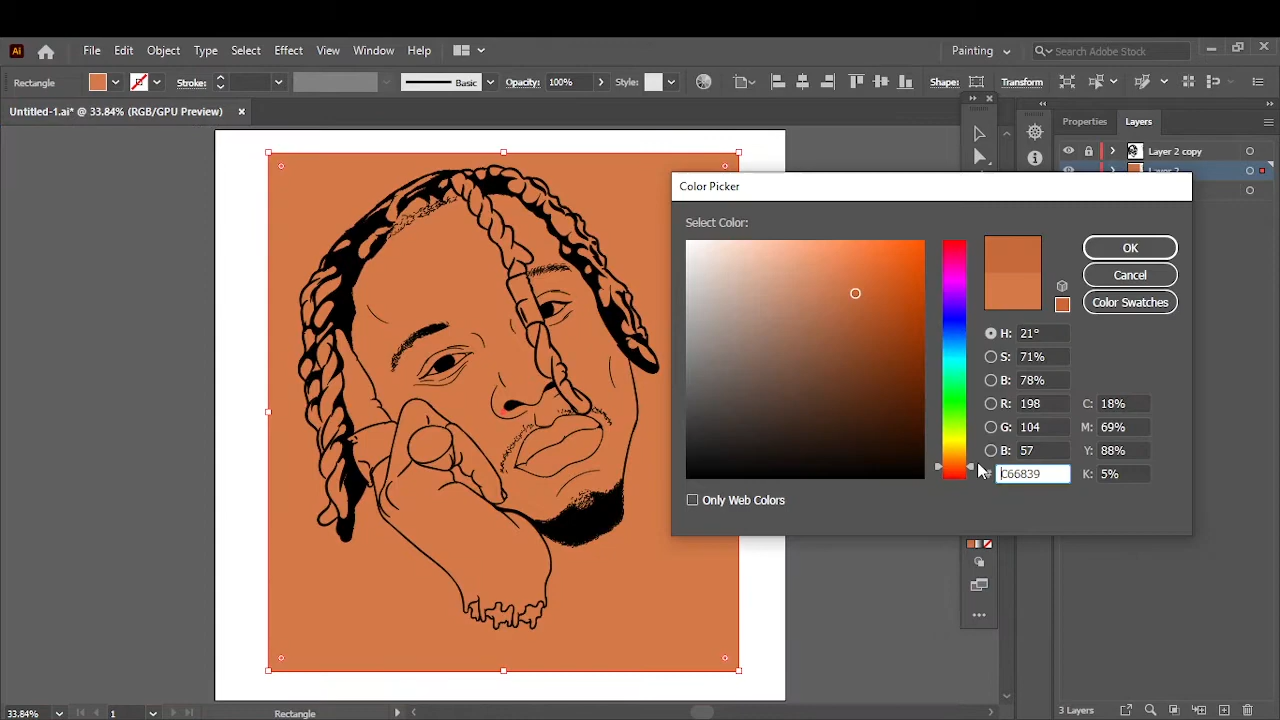 Ai File Edit Object Type Select Effect View Window Help Painting Search Adobe Stock
Rectangle Stroke: Basic Opacity: 100% Style: Shape: Transform
Untitled-1.ai* @ 33.84% (RGB/GPU Preview)
Properties Layers
Layer 2 copy
Color Picker
Select Color:
OK
Cancel
Color Swatches
H: 21°
S: 71%
B: 78%
R: 198 C: 18%
G: 104 M: 69%
B: 57 Y: 88%
# C66839 K: 5%
Only Web Colors
33.84% 1 Rectangle 3 Layers